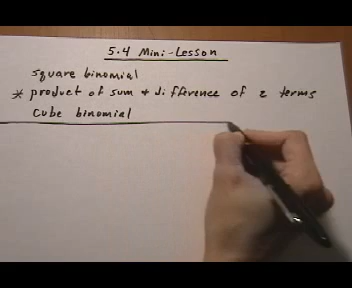 5.4 Mini-Lesson
square binomial
* product of sum + difference of 2 terms
cube binomial